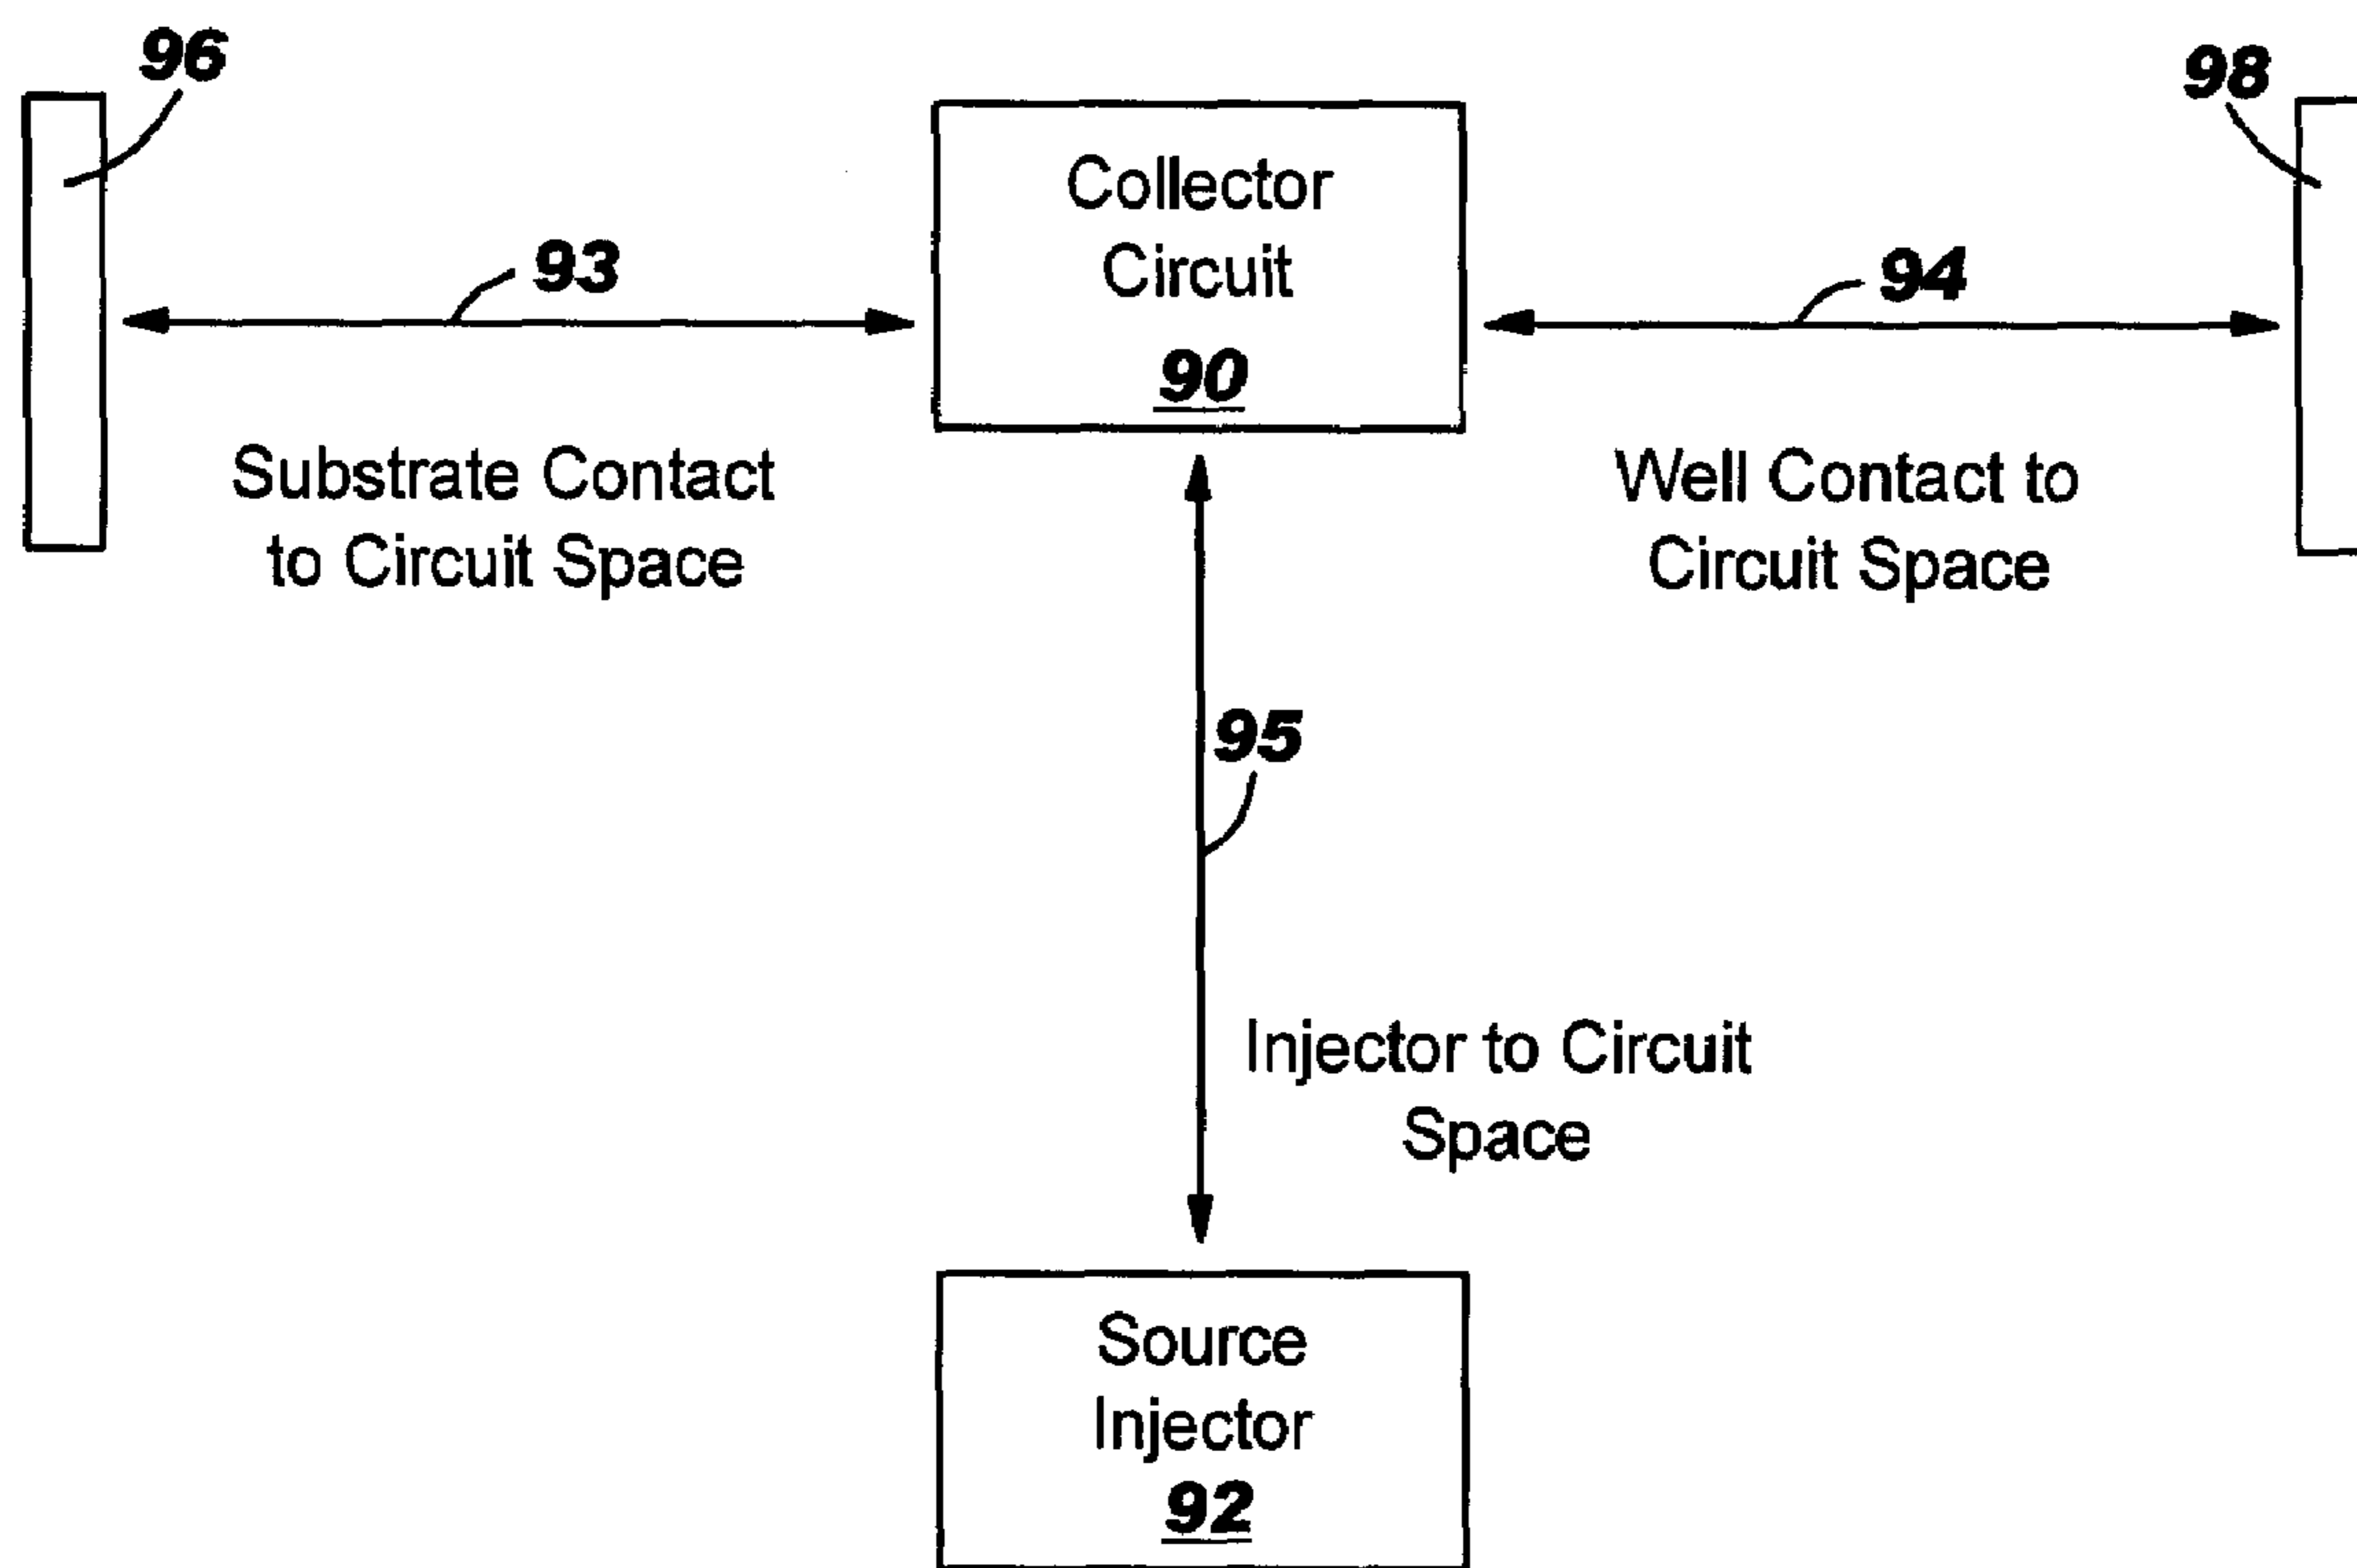 96
98
Collector
Circuit
90
93
94
Substrate Contact
to Circuit Space
Well Contact to
Circuit Space
95
Injector to Circuit
Space
Source
Injector
92